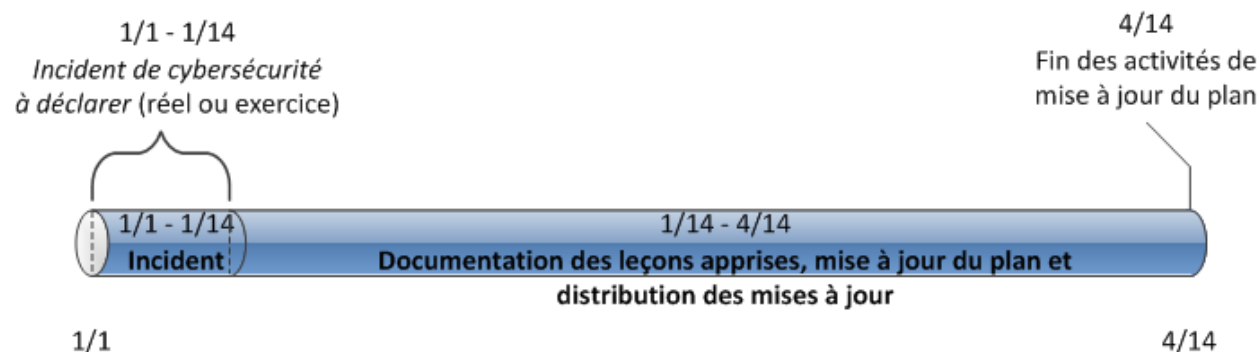 1/1 - 1/14
Incident de cybersécurité
à déclarer (réel ou exercice)
4/14
Fin des activités de
mise à jour du plan
1/1 - 1/14
Incident
1/14 - 4/14
Documentation des leçons apprises, mise à jour du plan et
distribution des mises à jour
1/1
4/14